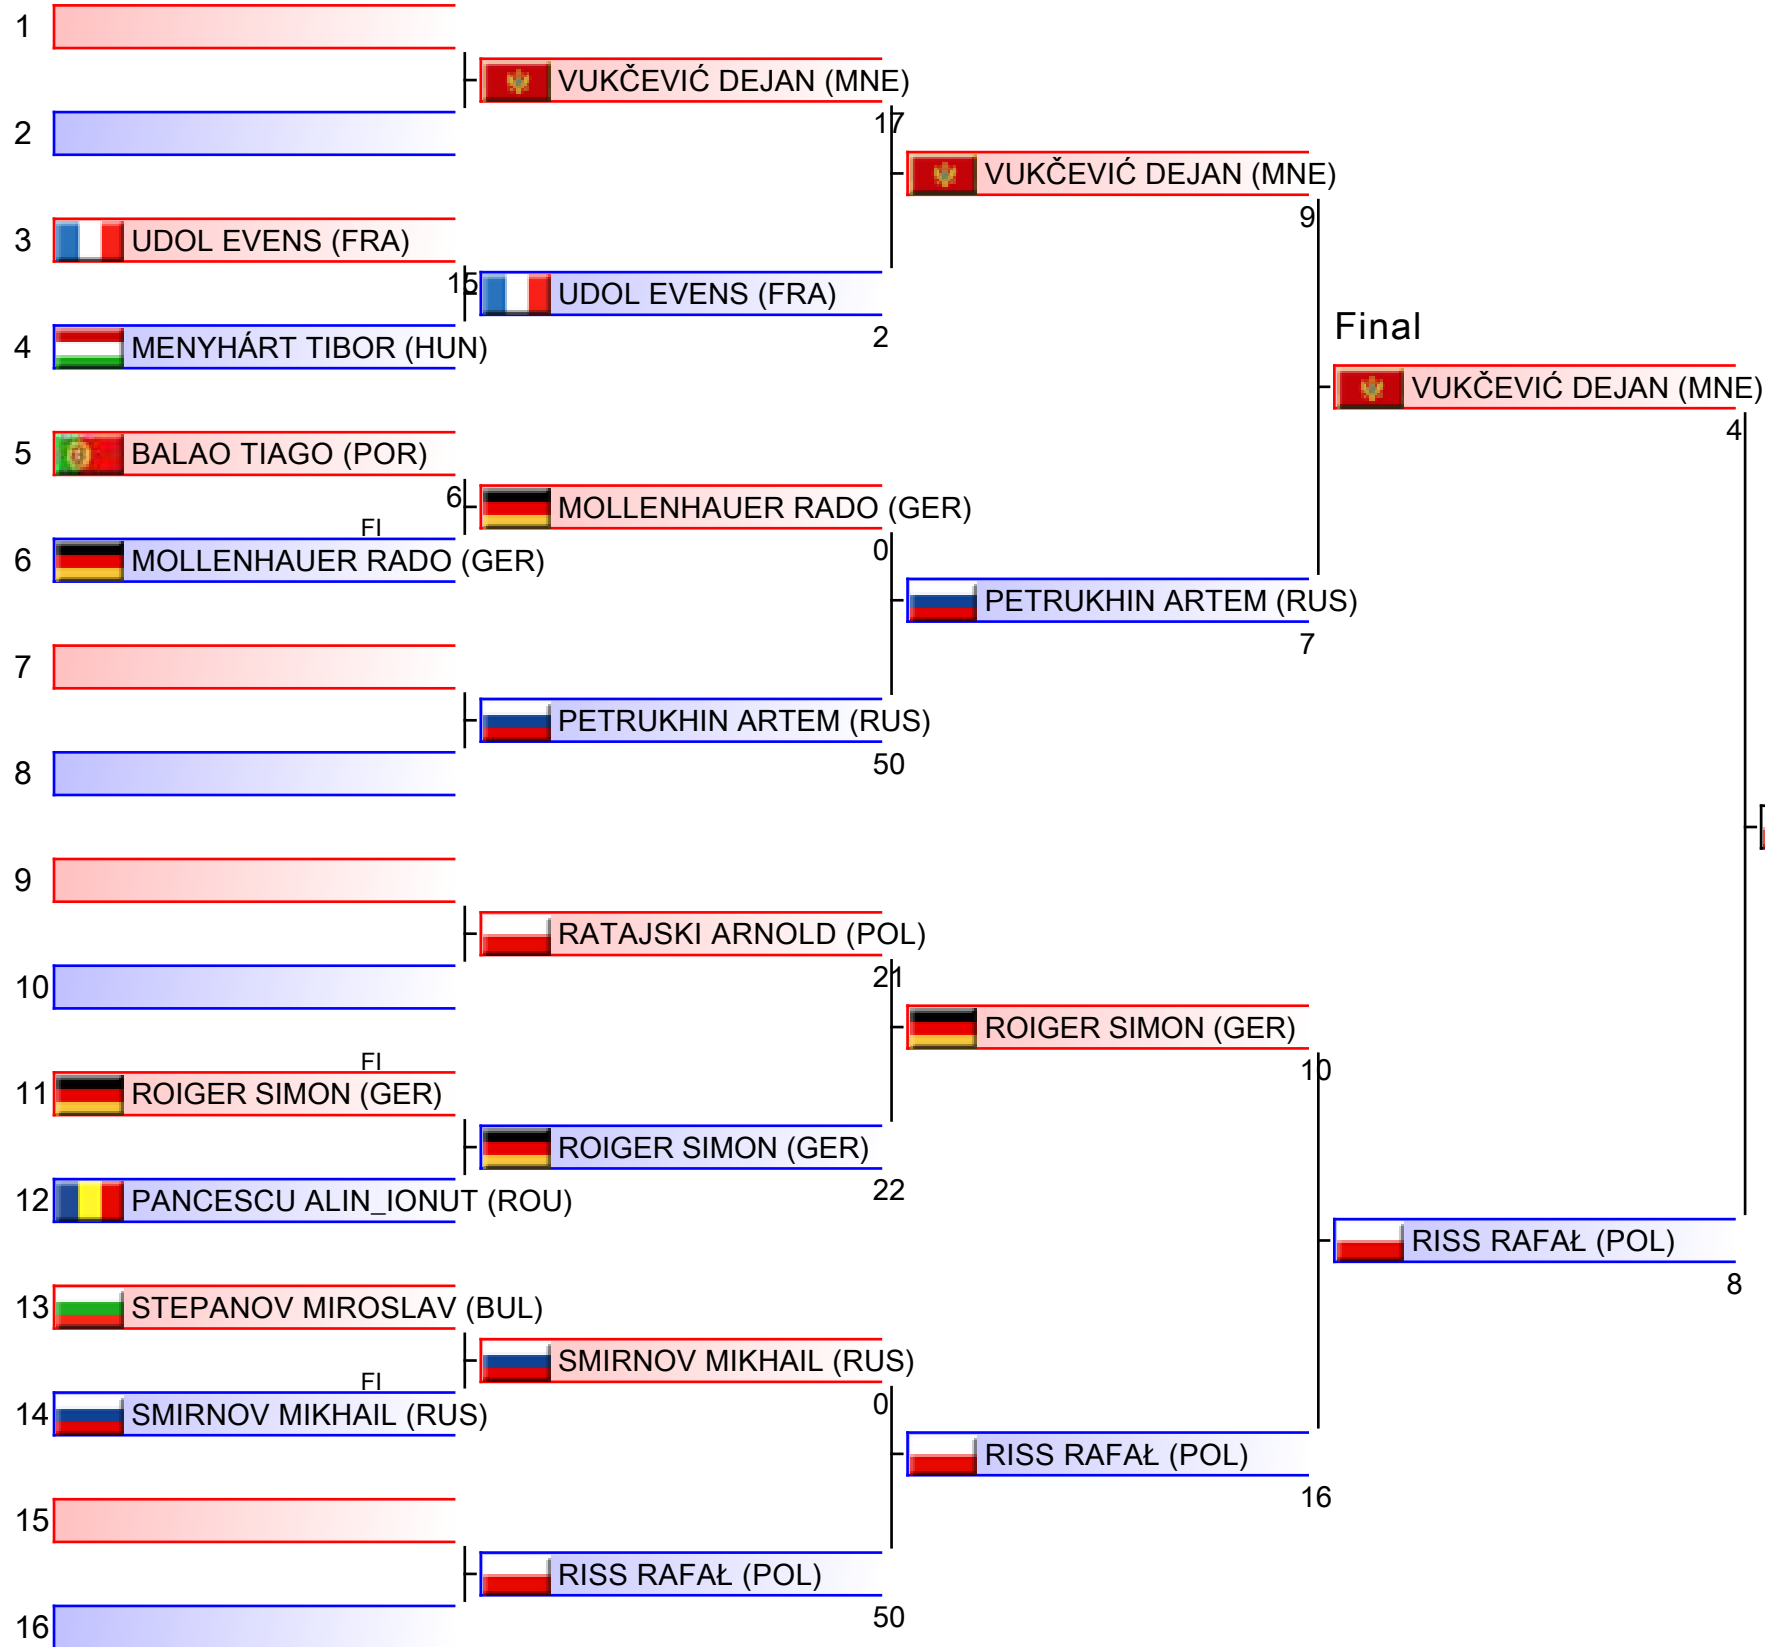 1
VUKČEVIĆ DEJAN (MNE)
17
2
VUKČEVIĆ DEJAN (MNE)
9
3
UDOL EVENS (FRA)
15
UDOL EVENS (FRA)
2
4
MENYHÁRT TIBOR (HUN)
Final
VUKČEVIĆ DEJAN (MNE)
4
5
BALAO TIAGO (POR)
6
MOLLENHAUER RADO (GER)
0
FI
6
MOLLENHAUER RADO (GER)
PETRUKHIN ARTEM (RUS)
7
7
PETRUKHIN ARTEM (RUS)
50
8
9
RATAJSKI ARNOLD (POL)
21
10
ROIGER SIMON (GER)
10
FI
11
ROIGER SIMON (GER)
ROIGER SIMON (GER)
22
12
PANCESCU ALIN_IONUT (ROU)
RISS RAFAŁ (POL)
8
13
STEPANOV MIROSLAV (BUL)
SMIRNOV MIKHAIL (RUS)
0
FI
14
SMIRNOV MIKHAIL (RUS)
RISS RAFAŁ (POL)
16
15
RISS RAFAŁ (POL)
50
16